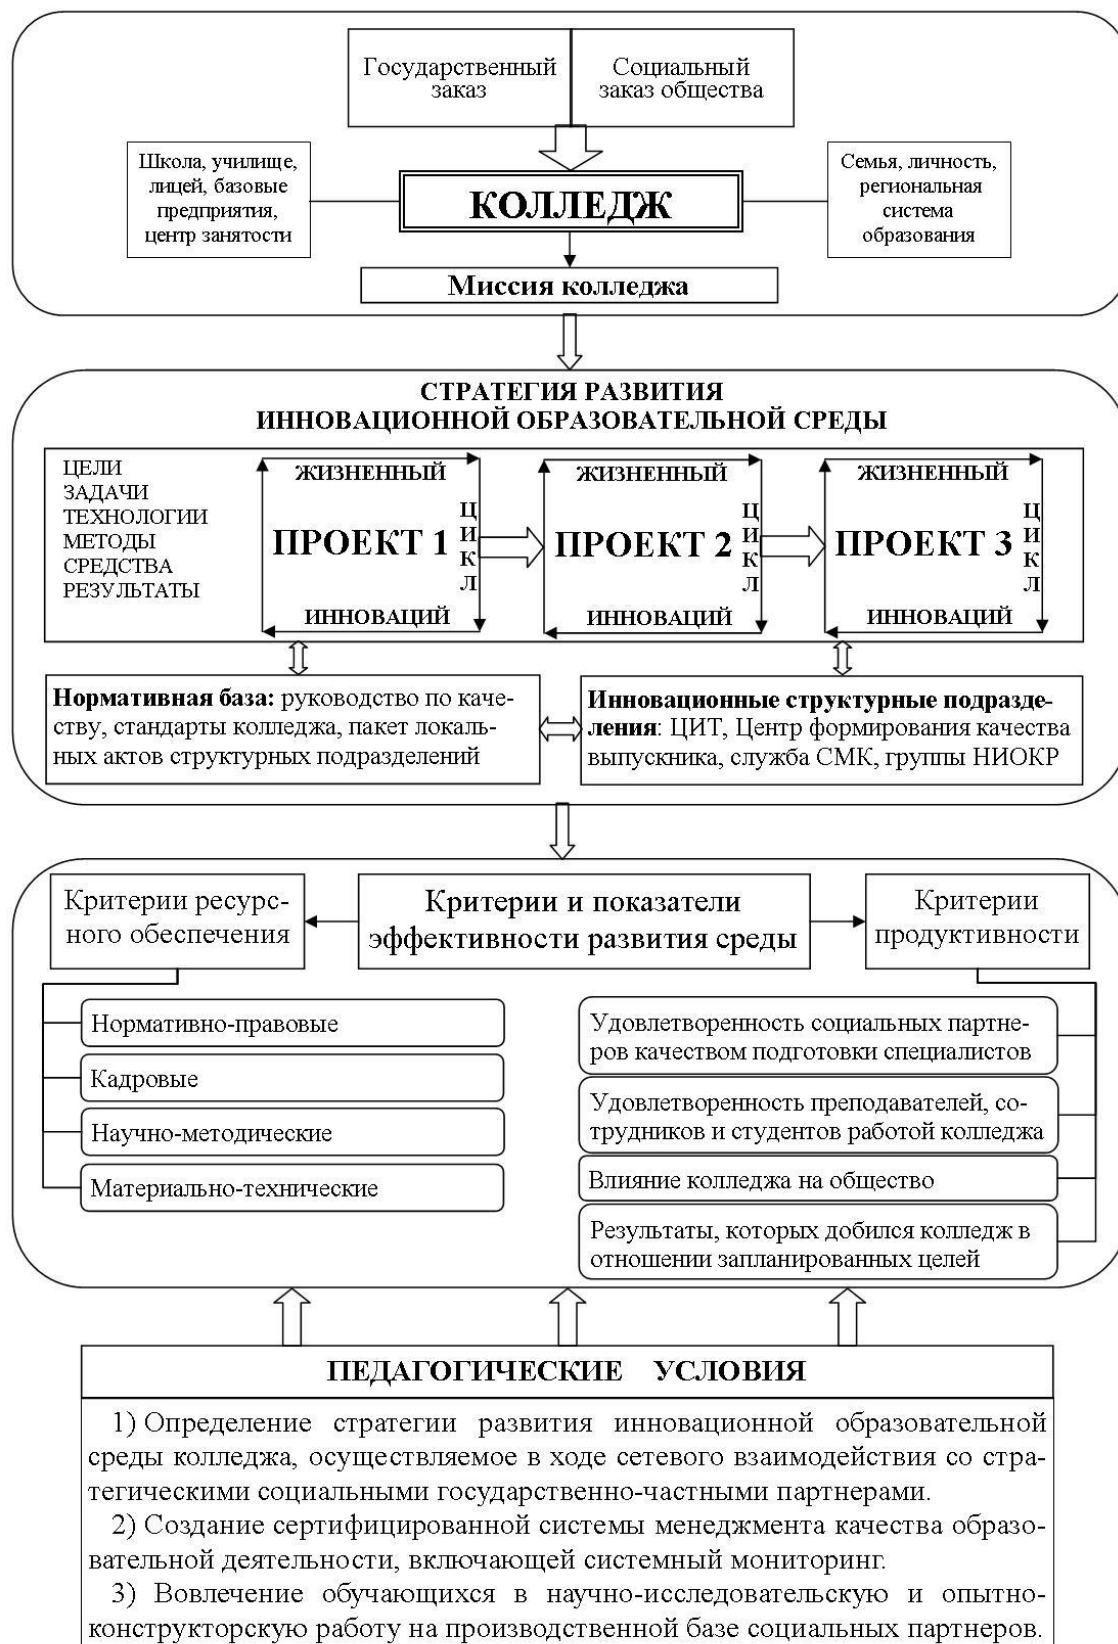 Государственный
заказ
Социальный
заказ общества
Школа, училище,
лицей, базовые
предприятия,
центр занятости
КОЛЛЕДЖ
Семья, личность,
региональная
система
образования
Миссия колледжа
СТРАТЕГИЯ РАЗВИТИЯ
ИННОВАЦИОННОЙ ОБРАЗОВАТЕЛЬНОЙ СРЕДЫ
ЦЕЛИ
ЗАДАЧИ
ТЕХНОЛОГИИ
МЕТОДЫ
СРЕДСТВА
РЕЗУЛЬТАТЫ
ЖИЗНЕННЫЙ
ЦИКЛ
ПРОЕКТ 1
ИННОВАЦИЙ
ЖИЗНЕННЫЙ
ЦИКЛ
ПРОЕКТ 2
ИННОВАЦИЙ
ЖИЗНЕННЫЙ
ЦИКЛ
ПРОЕКТ 3
ИННОВАЦИЙ
Нормативная база: руководство по каче-
ству, стандарты колледжа, пакет локаль-
ных актов структурных подразделений
Инновационные структурные подразде-
ления: ЦИТ, Центр формирования качества
выпускника, служба СМК, группы НИОКР
Критерии ресурс-
ного обеспечения
Критерии и показатели
эффективности развития среды
Критерии
продуктивности
Нормативно-правовые
Кадровые
Научно-методические
Материально-технические
Удовлетворенность социальных партне-
ров качеством подготовки специалистов
Удовлетворенность преподавателей, со-
трудников и студентов работой колледжа
Влияние колледжа на общество
Результаты, которых добился колледж в
отношении запланированных целей
ПЕДАГОГИЧЕСКИЕ УСЛОВИЯ
1) Определение стратегии развития инновационной образовательной
среды колледжа, осуществляемое в ходе сетевого взаимодействия со стра-
тегическими социальными государственно-частными партнерами.
2) Создание сертифицированной системы менеджмента качества образо-
вательной деятельности, включающей системный мониторинг.
3) Вовлечение обучающихся в научно-исследовательскую и опытно-
конструкторскую работу на производственной базе социальных партнеров.